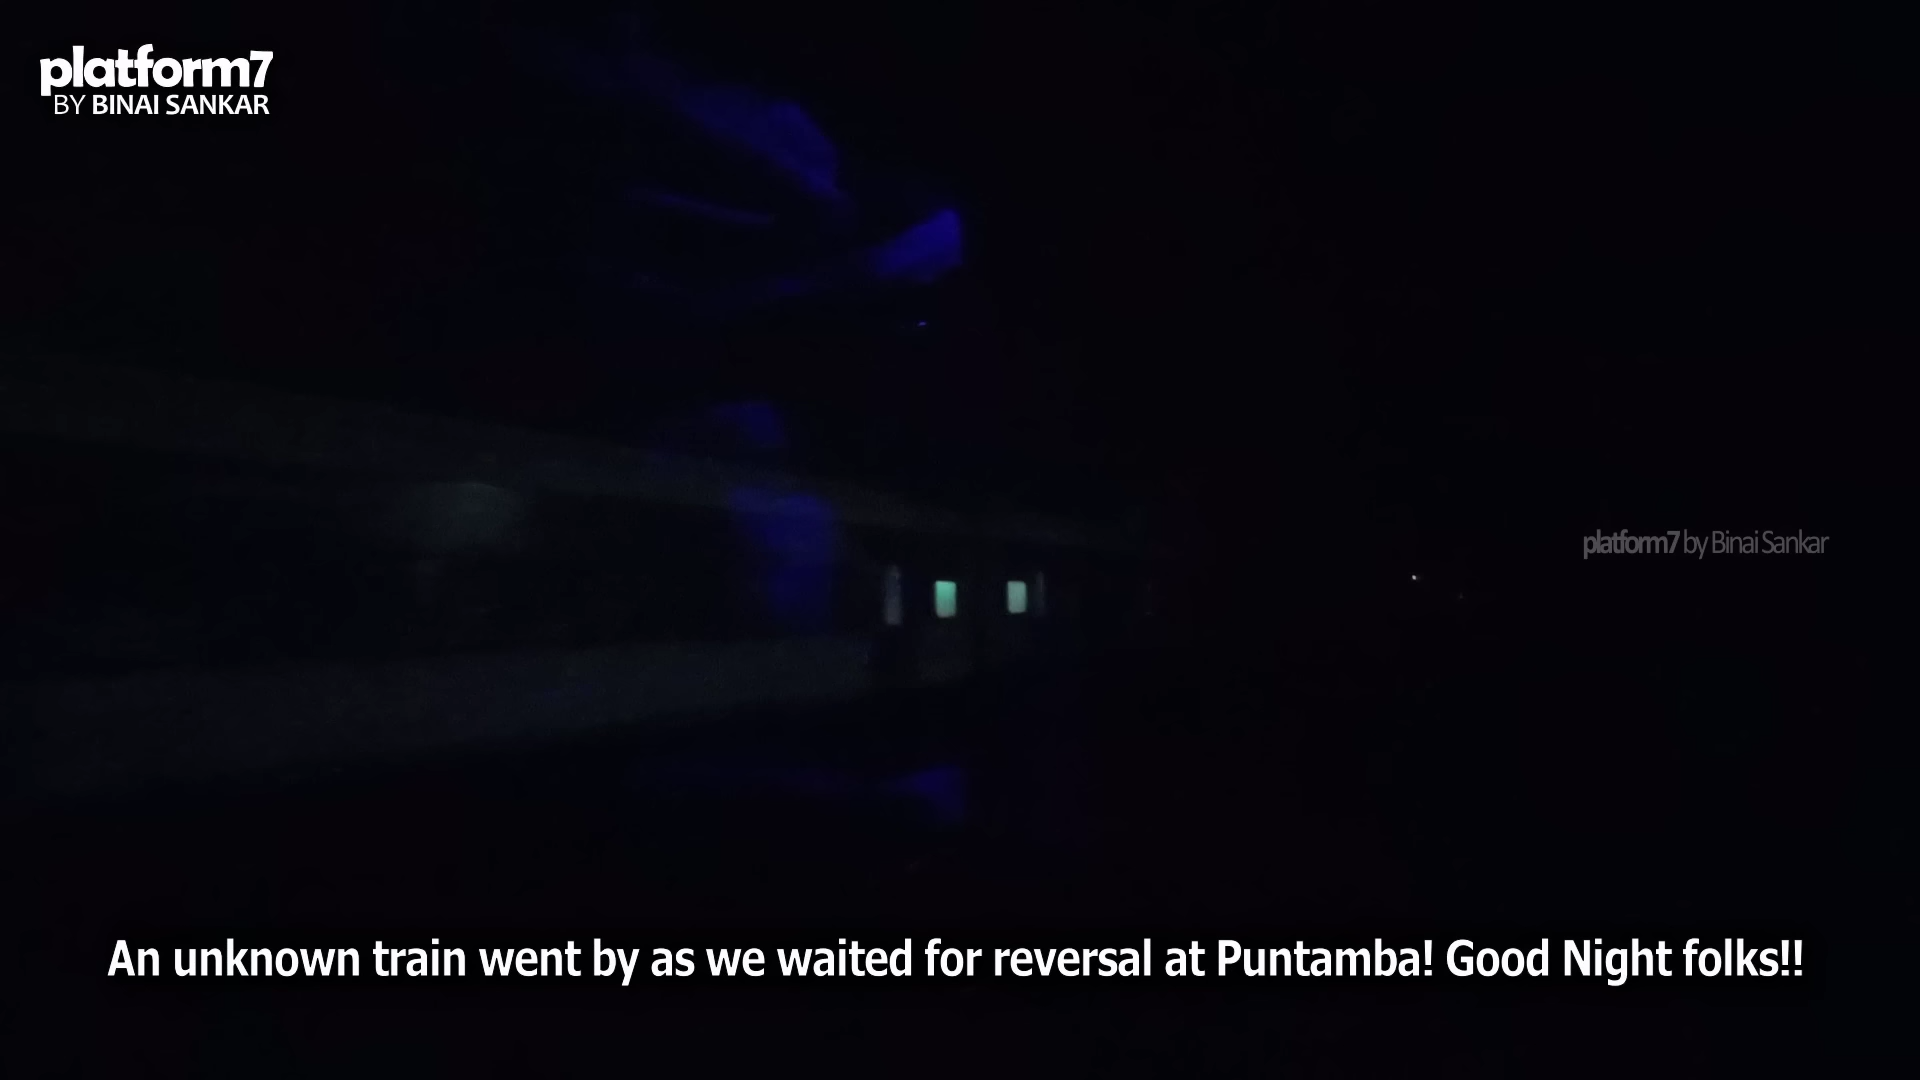 platform7
BY BINAI SANKAR
platform7 by Binai Sankar
An unknown train went by as we waited for reversal at Puntamba! Good Night folks!!